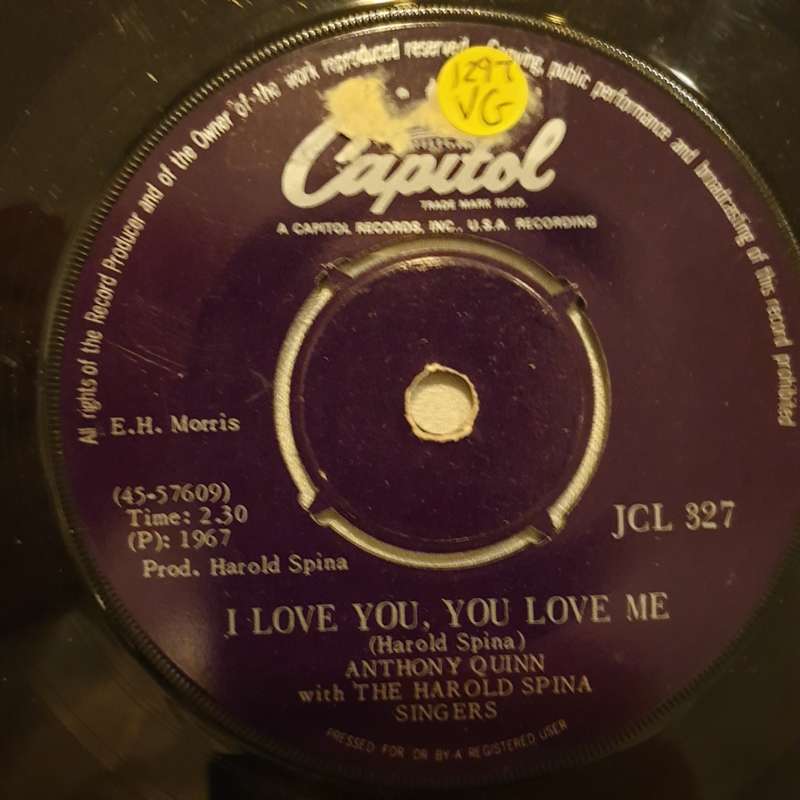 All rights of the Record Producer and of the Owner of the work reproduced reserved. Copying, public performance and broadcasting of this record prohibited
1297
VG
Capitol
TRADE MARK REGD.
A CAPITOL RECORDS, INC., U.S.A. RECORDING
E.H. Morris
(45-57609)
Time: 2.30
(P): 1967
Prod. Harold Spina
JCL 327
I LOVE YOU, YOU LOVE ME
(Harold Spina)
ANTHONY QUINN
with THE HAROLD SPINA
SINGERS
PRESSED FOR OR BY A REGISTERED USER